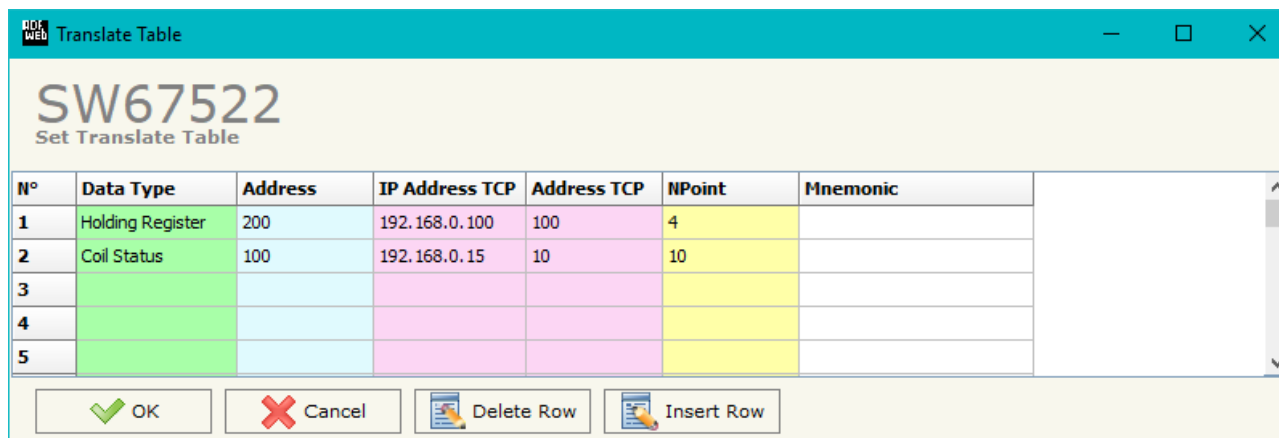 ADF WEB Translate Table
SW67522
Set Translate Table
N° Data Type Address IP Address TCP Address TCP NPoint Mnemonic
1 Holding Register 200 192.168.0.100 100 4
2 Coil Status 100 192.168.0.15 10 10
3
4
5
OK Cancel Delete Row Insert Row